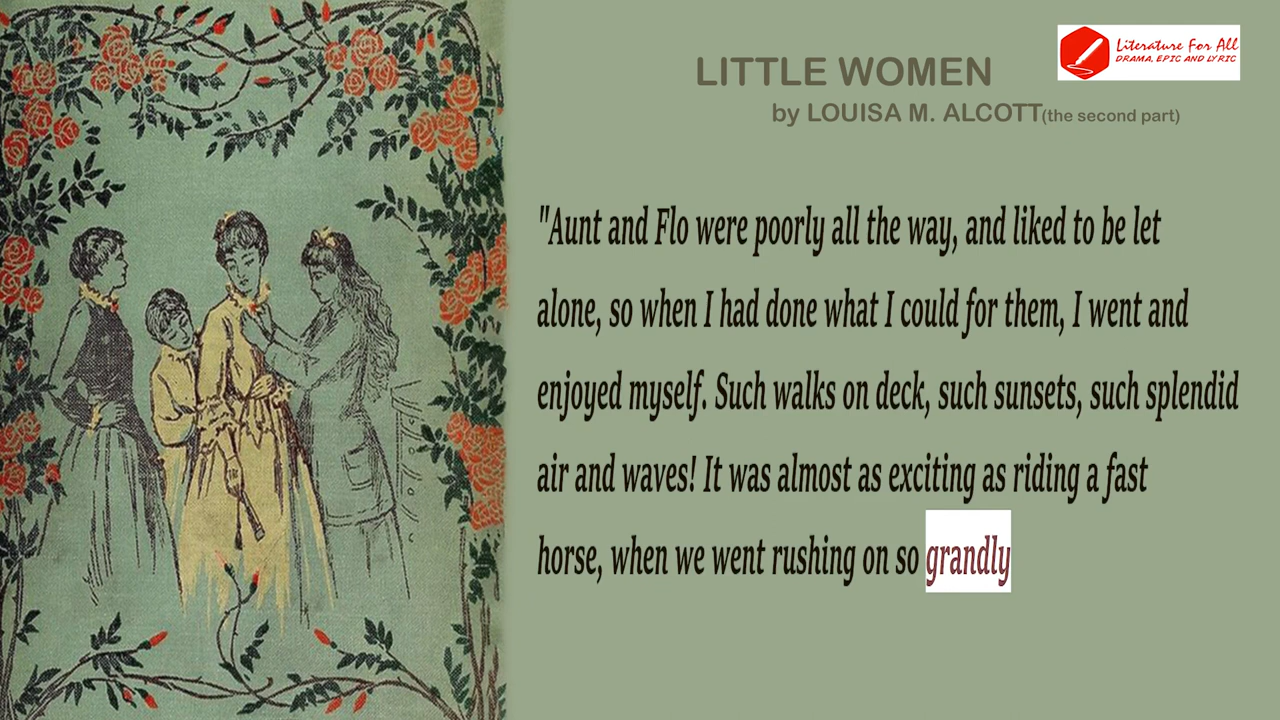 LITTLE WOMEN
by LOUISA M. ALCOTT(the second part)
Literature For All
DRAMA, EPIC AND LYRIC
"Aunt and Flo were poorly all the way, and liked to be let
alone, so when I had done what I could for them, I went and
enjoyed myself. Such walks on deck, such sunsets, such splendid
air and waves! It was almost as exciting as riding a fast
horse, when we went rushing on so grandly